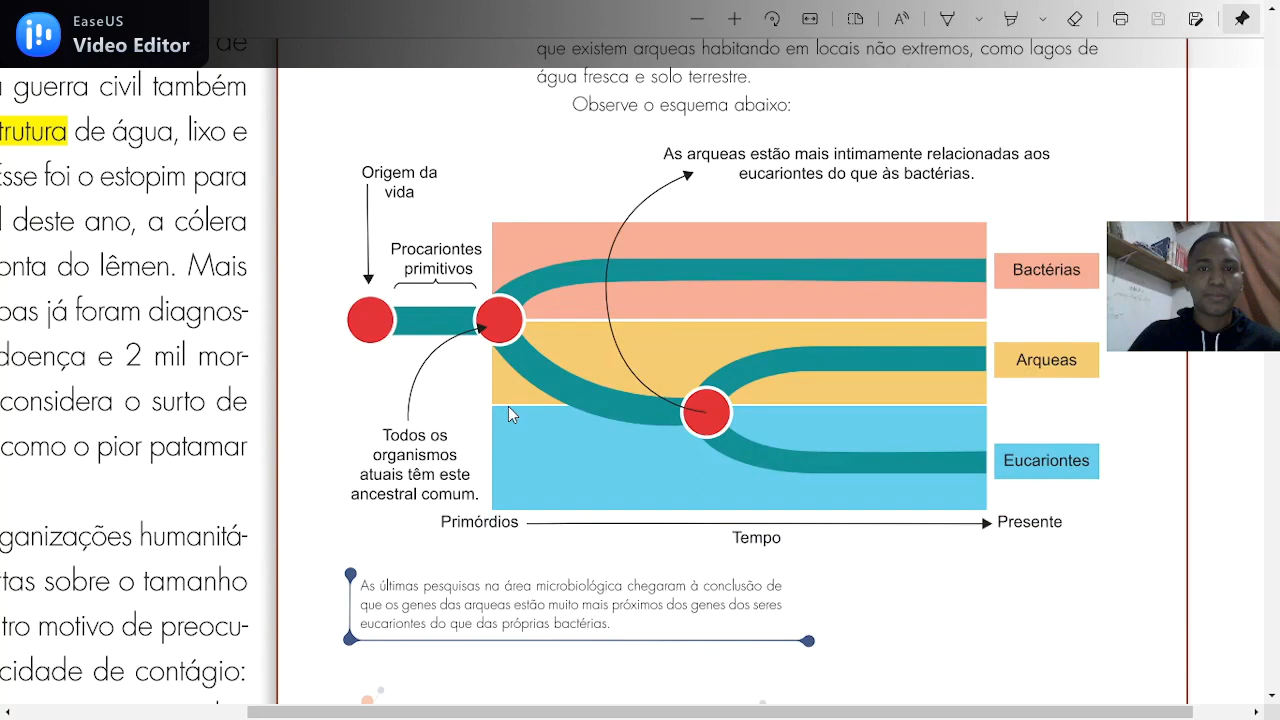 EaseUS
Video Editor
de
guerra civil também
trutura de água, lixo e
Esse foi o estopim para
deste ano, a cólera
onta do Iêmen. Mais
oas já foram diagnos-
doença e 2 mil mor-
considera o surto de
como o pior patamar
ganizações humanitá-
rtas sobre o tamanho
tro motivo de preocu-
cidade de contágio:
que existem arqueas habitando em locais não extremos, como lagos de
água fresca e solo terrestre.
Observe o esquema abaixo:
As arqueas estão mais intimamente relacionadas aos
eucariontes do que às bactérias.
Origem da
vida
Procariontes
primitivos
Bactérias
Arqueas
Eucariontes
Todos os
organismos
atuais têm este
ancestral comum.
Primórdios
Presente
Tempo
As últimas pesquisas na área microbiológica chegaram à conclusão de
que os genes das arqueas estão muito mais próximos dos genes dos seres
eucariontes do que das próprias bactérias.